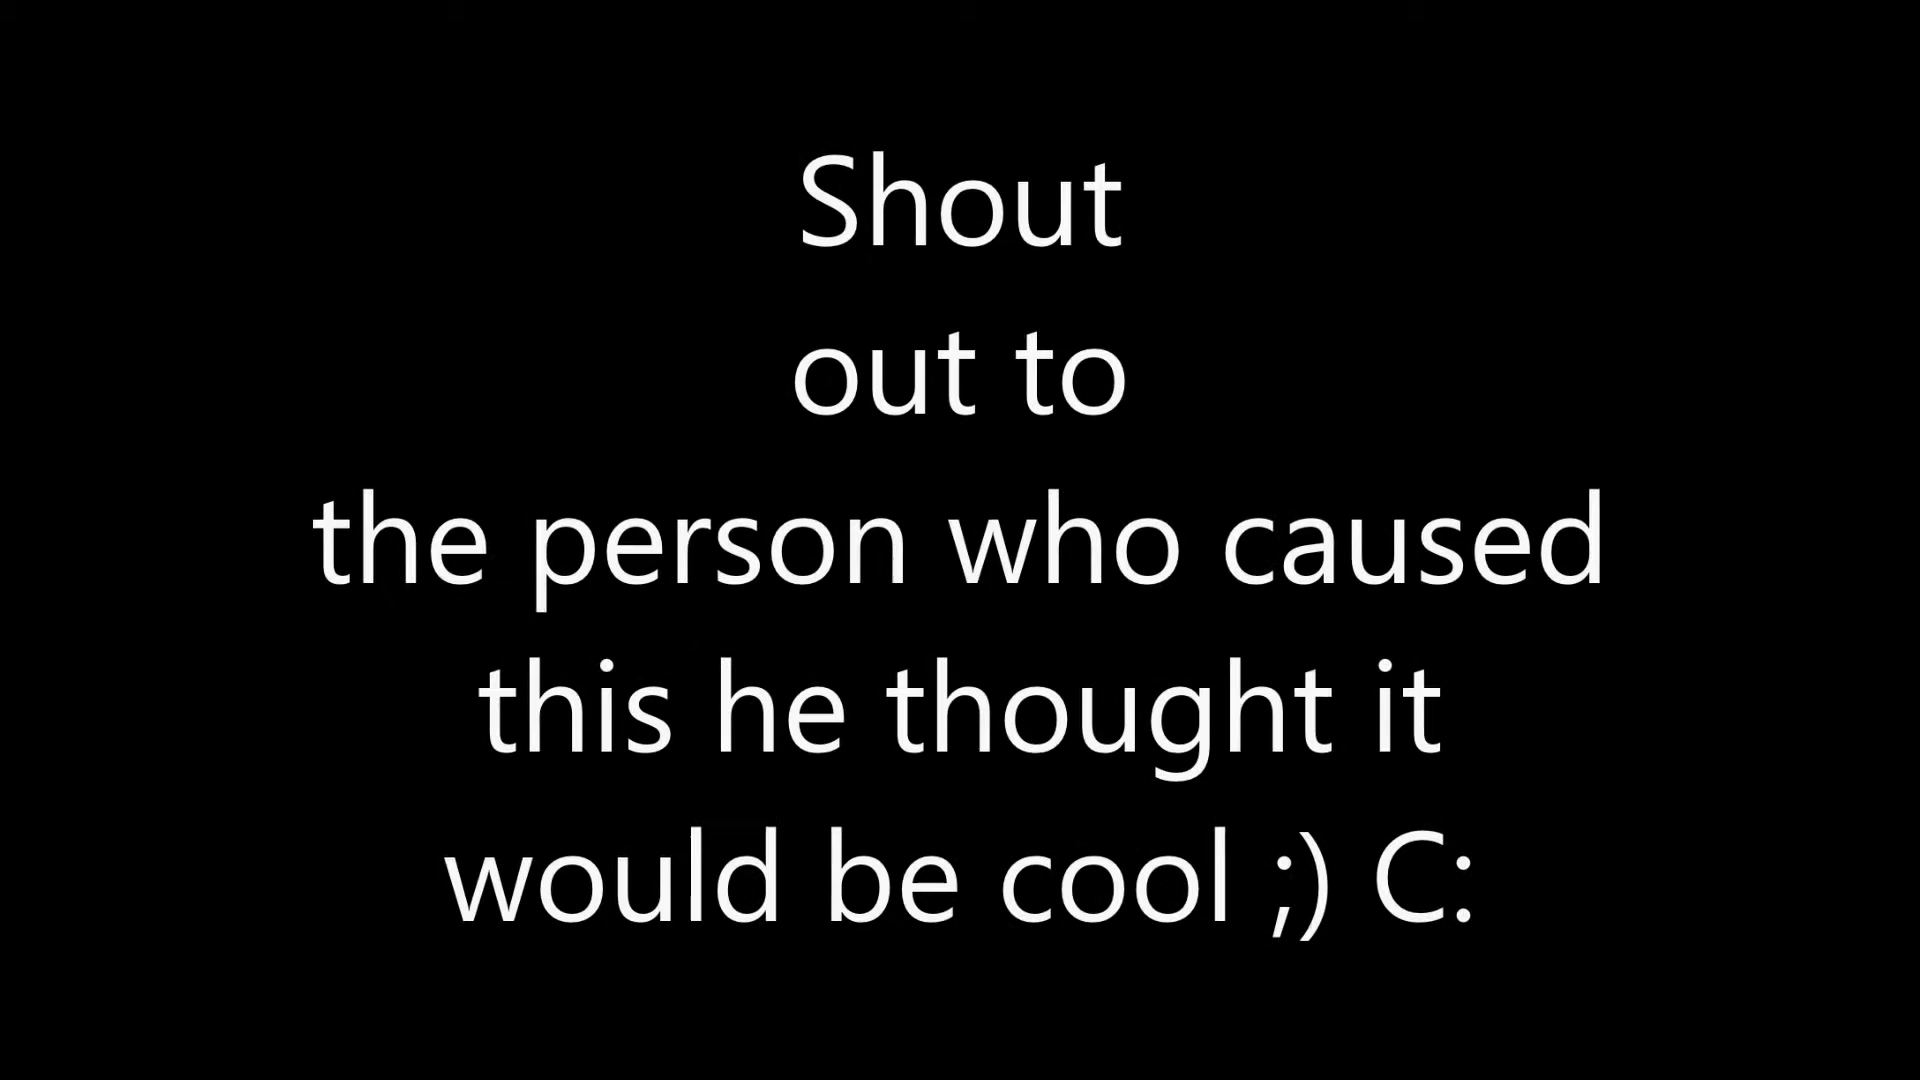 Shout
out to
the person who caused
this he thought it
would be cool ;) C: